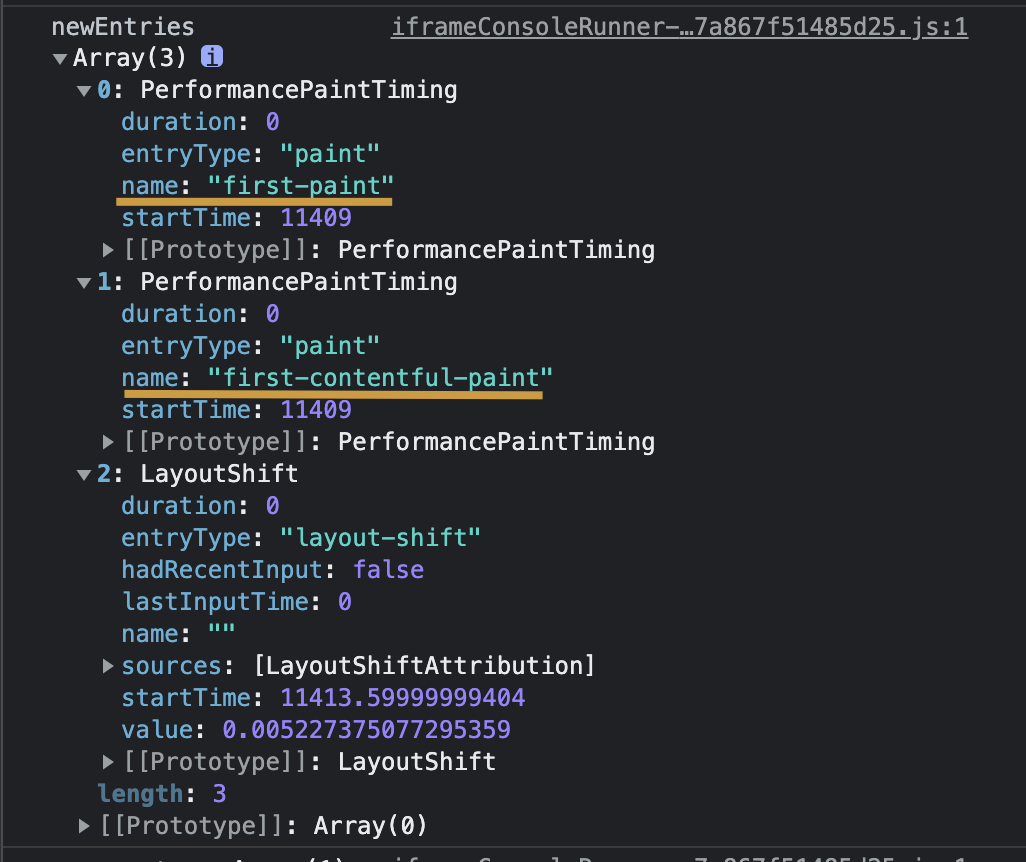 newEntries iframeConsoleRunner-…7a867f51485d25.js:1
▼Array(3) i
▼0: PerformancePaintTiming
duration: 0
entryType: "paint"
name: "first-paint"
startTime: 11409
▶[[Prototype]]: PerformancePaintTiming
▼1: PerformancePaintTiming
duration: 0
entryType: "paint"
name: "first-contentful-paint"
startTime: 11409
▶[[Prototype]]: PerformancePaintTiming
▼2: LayoutShift
duration: 0
entryType: "layout-shift"
hadRecentInput: false
lastInputTime: 0
name: ""
▶sources: [LayoutShiftAttribution]
startTime: 11413.59999999404
value: 0.005227375077295359
▶[[Prototype]]: LayoutShift
length: 3
▶[[Prototype]]: Array(0)